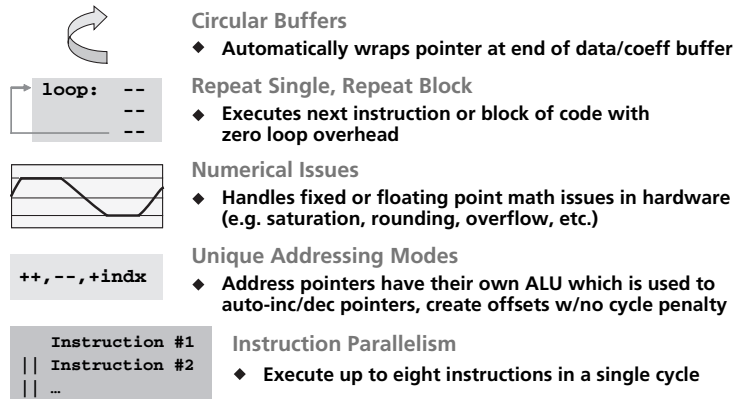 Circular Buffers
◆ Automatically wraps pointer at end of data/coeff buffer
loop: --
--
--
Repeat Single, Repeat Block
◆ Executes next instruction or block of code with
zero loop overhead
Numerical Issues
◆ Handles fixed or floating point math issues in hardware
(e.g. saturation, rounding, overflow, etc.)
++,--,+indx
Unique Addressing Modes
◆ Address pointers have their own ALU which is used to
auto-inc/dec pointers, create offsets w/no cycle penalty
Instruction #1
|| Instruction #2
|| …
Instruction Parallelism
◆ Execute up to eight instructions in a single cycle